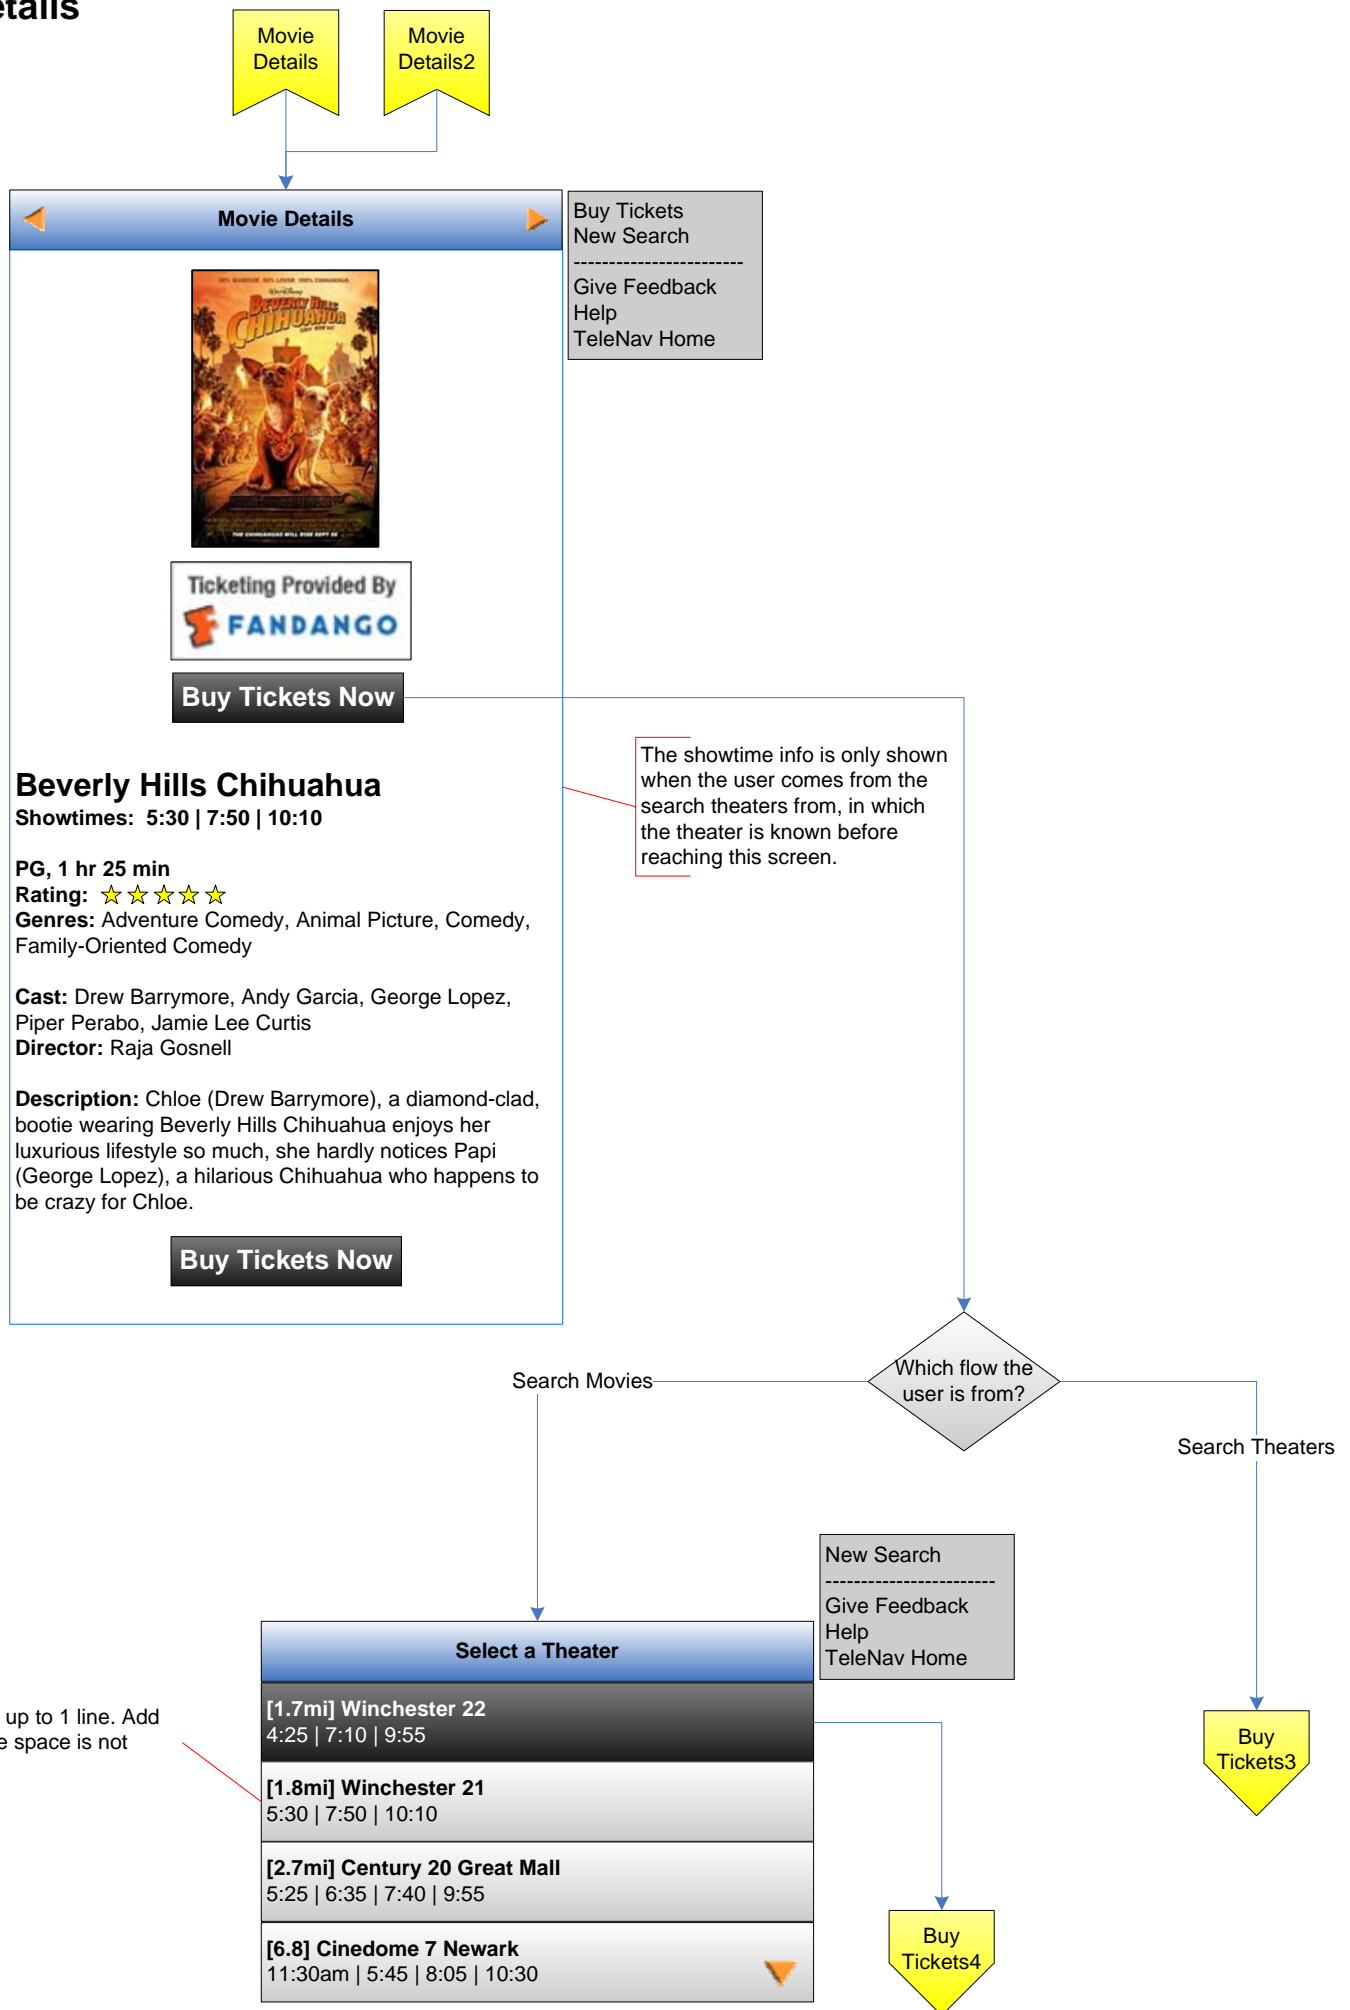 etails
Movie
Details
Movie
Details2
Movie Details
Buy Tickets
New Search
------------------------
Give Feedback
Help
TeleNav Home
BEVERLY HILLS
CHIHUAHUA
THE CHIHUAHUAS WILL RISE SEPT 26
Ticketing Provided By
FANDANGO
Buy Tickets Now
The showtime info is only shown
when the user comes from the
search theaters from, in which
the theater is known before
reaching this screen.
Beverly Hills Chihuahua
Showtimes: 5:30 | 7:50 | 10:10
PG, 1 hr 25 min
Rating:
Genres: Adventure Comedy, Animal Picture, Comedy,
Family-Oriented Comedy
Cast: Drew Barrymore, Andy Garcia, George Lopez,
Piper Perabo, Jamie Lee Curtis
Director: Raja Gosnell
Description: Chloe (Drew Barrymore), a diamond-clad,
bootie wearing Beverly Hills Chihuahua enjoys her
luxurious lifestyle so much, she hardly notices Papi
(George Lopez), a hilarious Chihuahua who happens to
be crazy for Chloe.
Buy Tickets Now
Which flow the
user is from?
Search Movies
Search Theaters
New Search
------------------------
Give Feedback
Help
TeleNav Home
Select a Theater
[1.7mi] Winchester 22
4:25 | 7:10 | 9:55
up to 1 line. Add
e space is not
[1.8mi] Winchester 21
5:30 | 7:50 | 10:10
[2.7mi] Century 20 Great Mall
5:25 | 6:35 | 7:40 | 9:55
[6.8] Cinedome 7 Newark
11:30am | 5:45 | 8:05 | 10:30
Buy
Tickets3
Buy
Tickets4